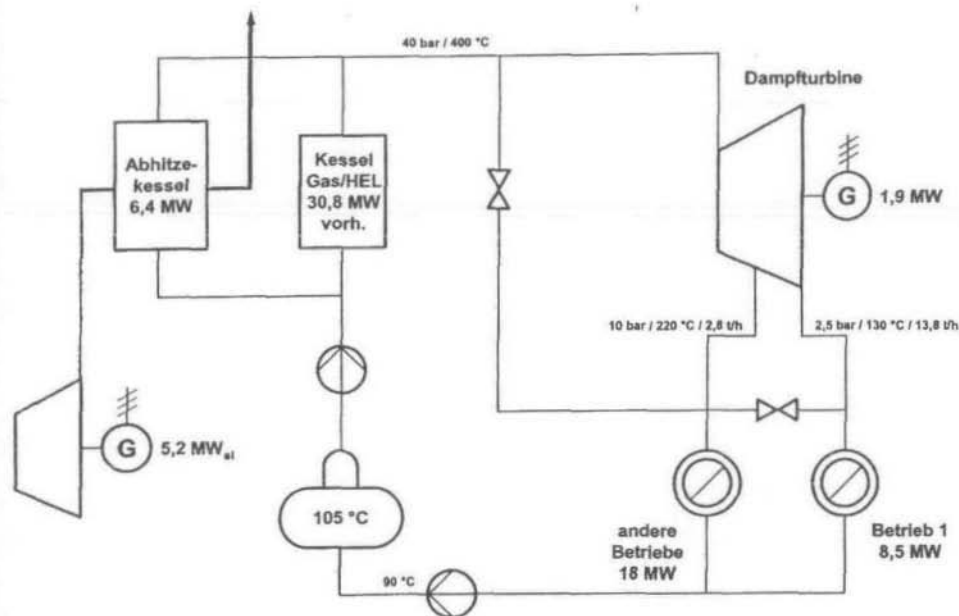 40 bar / 400 °C
Dampfturbine
Abhitze-
kessel
6,4 MW
Kessel
Gas/HEL
30,8 MW
vorh.
G
1,9 MW
10 bar / 220 °C / 2,8 t/h
2,5 bar / 130 °C / 13,8 t/h
G
5,2 MWel
105 °C
andere
Betriebe
18 MW
Betrieb 1
8,5 MW
90 °C